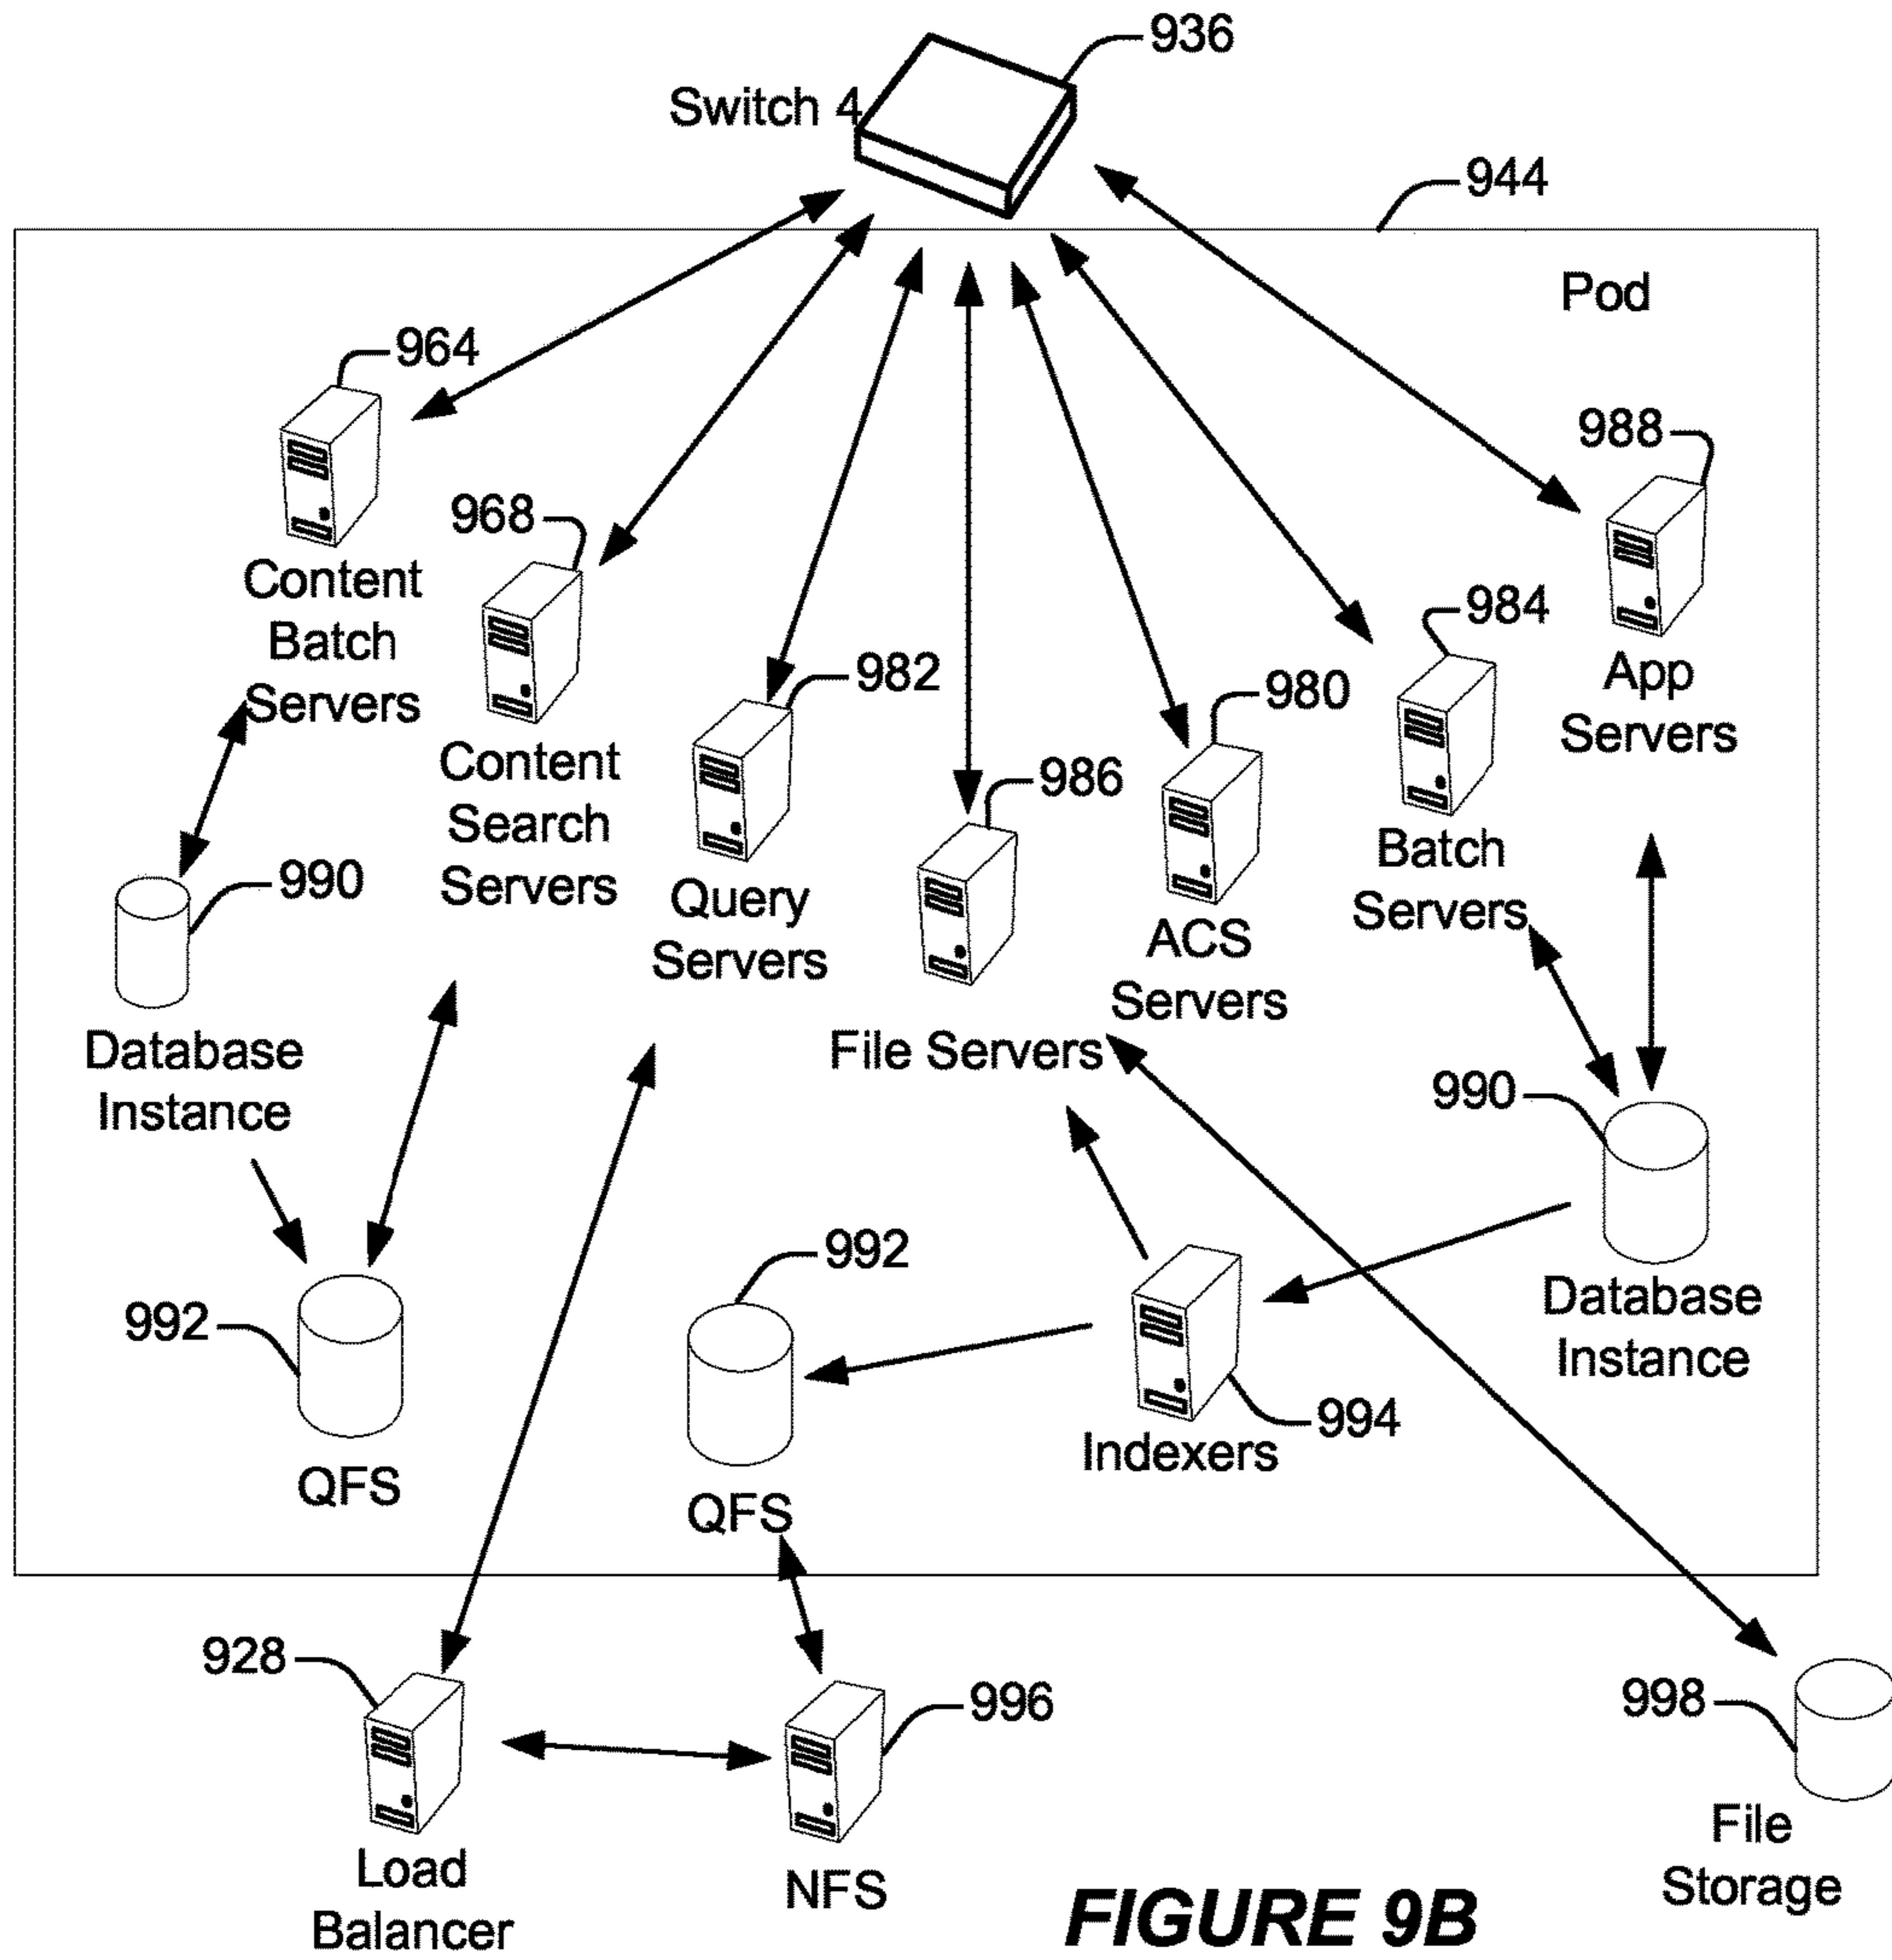 936
Switch 4
944
Pod
964
988
968
Content
Batch
Servers
984
982
980
App
Servers
Content
Search
Servers
986
Batch
Servers
990
Query
Servers
ACS
Servers
Database
Instance
File Servers
990
992
992
Database
Instance
994
Indexers
QFS
QFS
928
996
998
Load
Balancer
NFS
File
Storage
FIGURE 9B